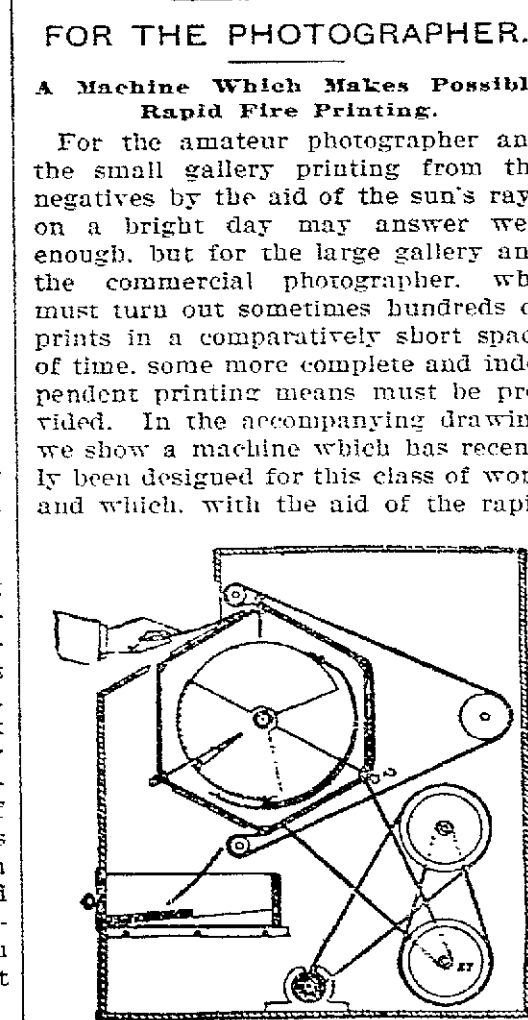 FOR THE PHOTOGRAPHER.
A Machine Which Makes Possibl
Rapid Fire Printing.
For the amateur photographer an
the small gallery printing from th
negatives by the aid of the sun's ray
on a bright day may answer we
enough, but for the large gallery an
the commercial photographer, wh
must turn out sometimes hundreds o
prints in a comparatively short spac
of time, some more complete and inde
pendent printing means must be pro
vided. In the accompanying drawin
we show a machine which has recen
ly been designed for this class of wor
and which, with the aid of the rapi